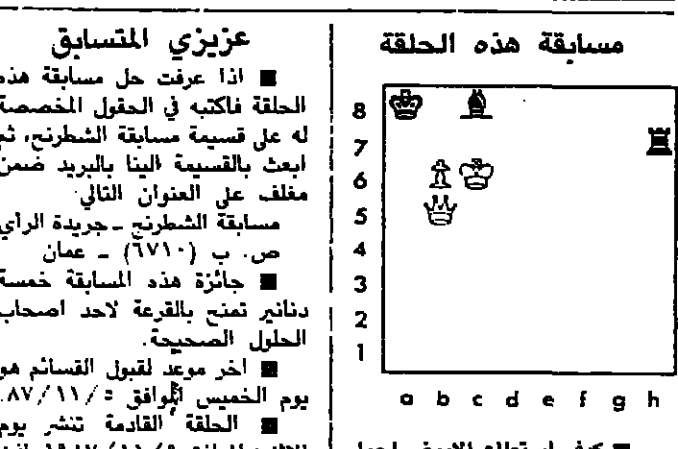 عزيزي المتسابق
■ اذا عرفت حل مسابقة هذه
الحلقة فاكتبه في الحقول المخصصة
له على قسيمة مسابقة الشطرنج، ثم
ابعث بالقسيمة الينا بالبريد ضمن
مغلف على العنوان التالي
مسابقة الشطرنج ـ جريدة الرأي
ص. ب (٦٧١٠) ـ عمان
■ جائزة هذه المسابقة خمسة
دنانير تمنح بالقرعة لاحد اصحاب
الحلول الصحيحة.
■ اخر موعد لقبول القسائم هو
يوم الخميس الموافق ٥/١١/٨٧.
■ الحلقة القادمة تنشر يوم
مسابقة هذه الحلقة
8
7
6
5
4
3
2
1
a b c d e f g h